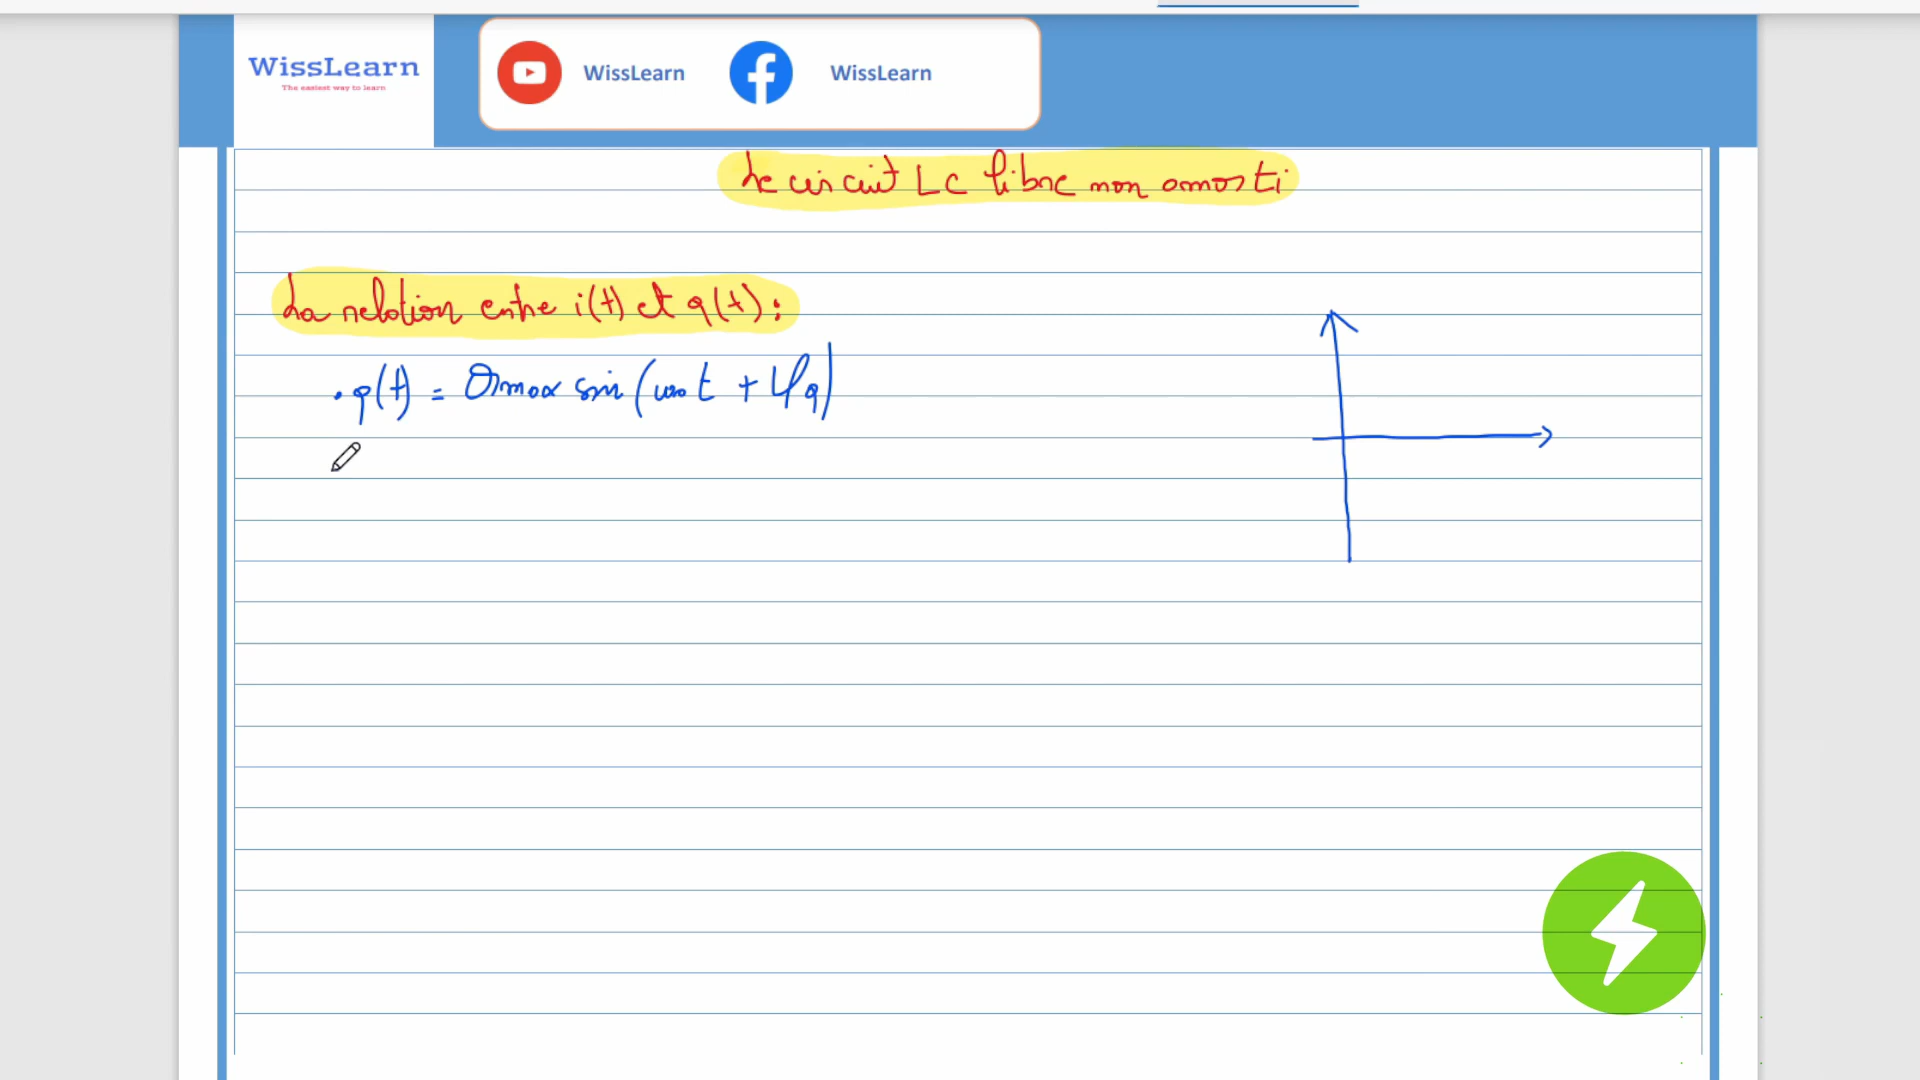 WissLearn
The easiest way to learn
WissLearn
WissLearn
Le circuit LC libre non amorti
La relation entre i(t) et q(t) :
• q(t) = Qmax sin (ω₀t + φq)